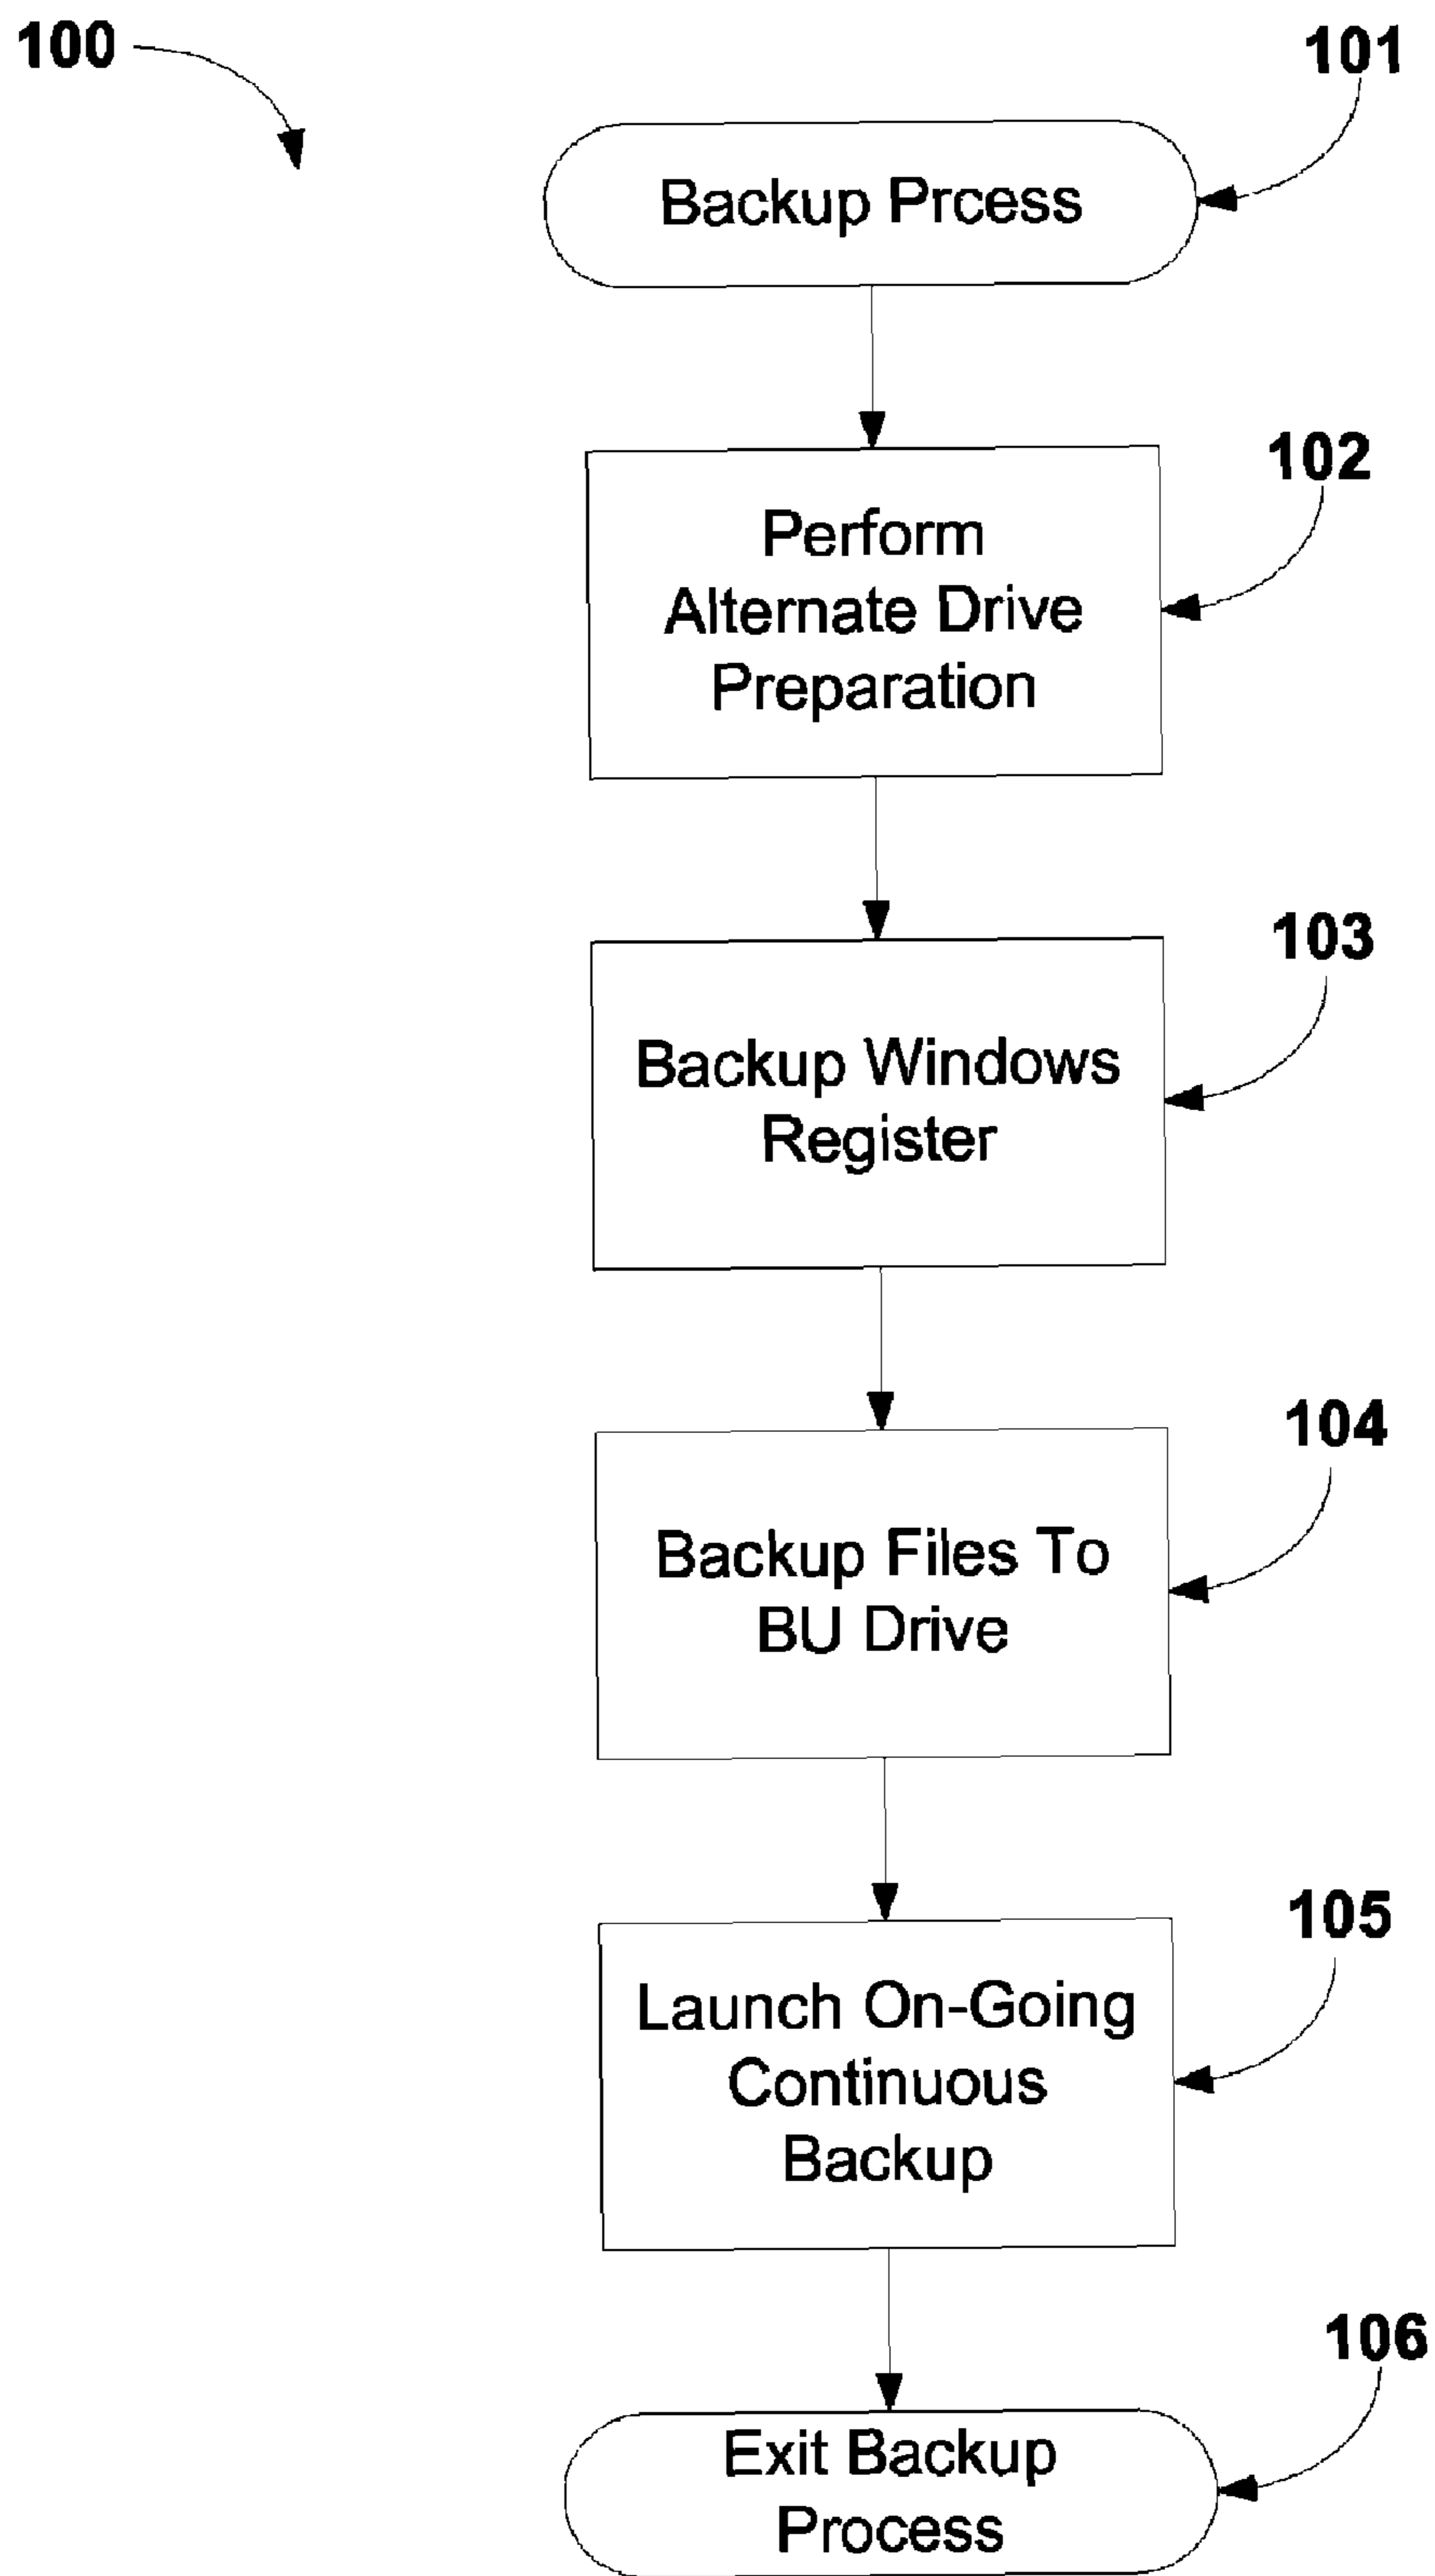 100
101
Backup Prcess
102
Perform
Alternate Drive
Preparation
103
Backup Windows
Register
104
Backup Files To
BU Drive
105
Launch On-Going
Continuous
Backup
106
Exit Backup
Process